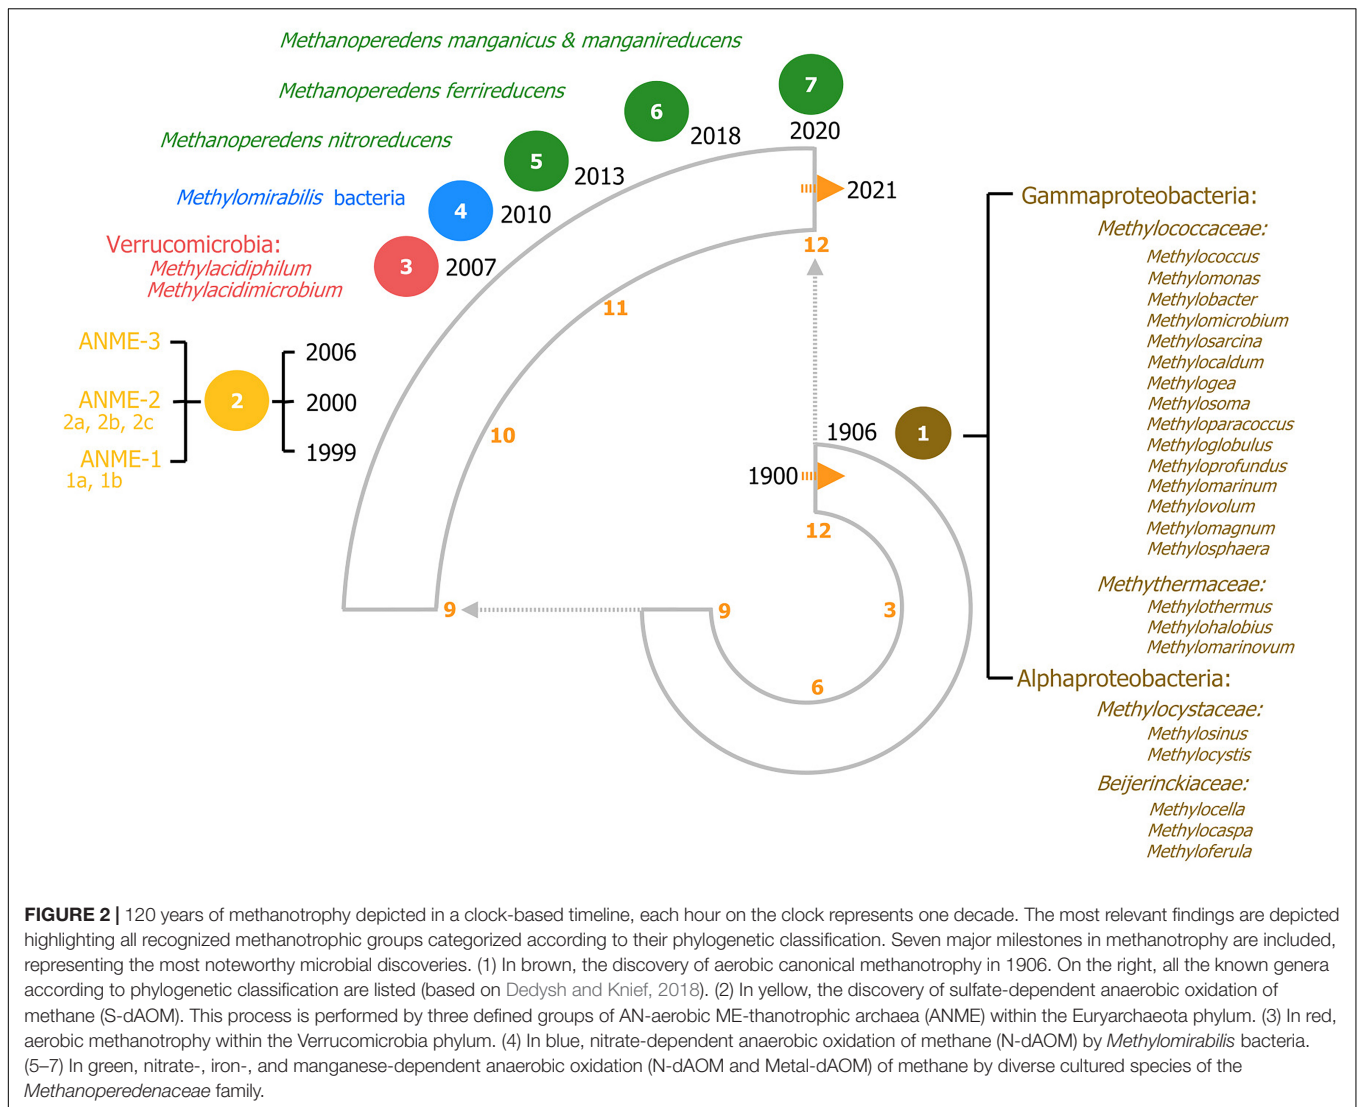 Methanoperedens manganicus & manganireducens
7
2020
Methanoperedens ferrireducens
6
2018
Methanoperedens nitroreducens
5
2013
Methylomirabilis bacteria
4
2010
Verrucomicrobia:
Methylacidiphilum
Methylacidimicrobium
3
2007
ANME-3
ANME-2
2a, 2b, 2c
ANME-1
1a, 1b
2
2006
2000
1999
2021
12
11
10
9
1906
1
1900
12
3
6
9
Gammaproteobacteria:
Methylococcaceae:
Methylococcus
Methylomonas
Methylobacter
Methylomicrobium
Methylosarcina
Methylocaldum
Methylogea
Methylosoma
Methyloparacoccus
Methyloglobulus
Methyloprofundus
Methylomarinum
Methylovolum
Methylomagnum
Methylosphaera
Methythermaceae:
Methylothermus
Methylohalobius
Methylomarinovum
Alphaproteobacteria:
Methylocystaceae:
Methylosinus
Methylocystis
Beijerinckiaceae:
Methylocella
Methylocaspa
Methyloferula
FIGURE 2 | 120 years of methanotrophy depicted in a clock-based timeline, each hour on the clock represents one decade. The most relevant findings are depicted
highlighting all recognized methanotrophic groups categorized according to their phylogenetic classification. Seven major milestones in methanotrophy are included,
representing the most noteworthy microbial discoveries. (1) In brown, the discovery of aerobic canonical methanotrophy in 1906. On the right, all the known genera
according to phylogenetic classification are listed (based on Dedysh and Knief, 2018). (2) In yellow, the discovery of sulfate-dependent anaerobic oxidation of
methane (S-dAOM). This process is performed by three defined groups of AN-aerobic ME-thanotrophic archaea (ANME) within the Euryarchaeota phylum. (3) In red,
aerobic methanotrophy within the Verrucomicrobia phylum. (4) In blue, nitrate-dependent anaerobic oxidation of methane (N-dAOM) by Methylomirabilis bacteria.
(5–7) In green, nitrate-, iron-, and manganese-dependent anaerobic oxidation (N-dAOM and Metal-dAOM) of methane by diverse cultured species of the
Methanoperedenaceae family.